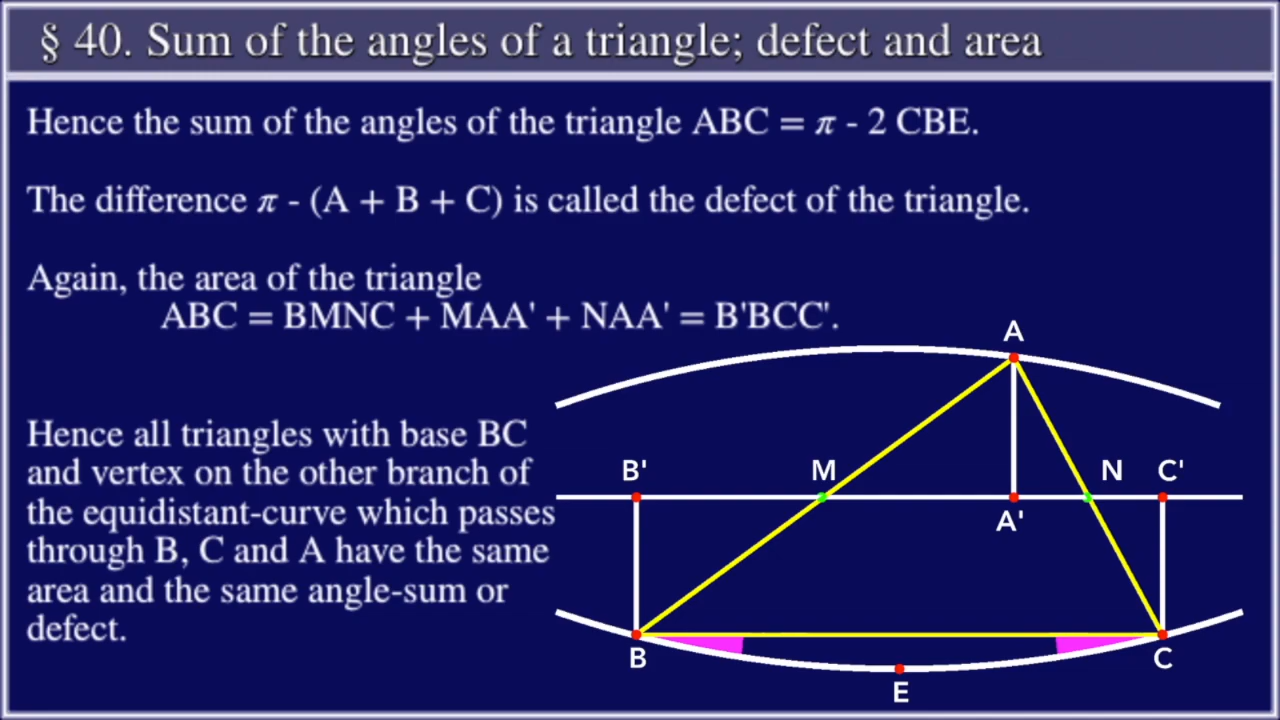 § 40. Sum of the angles of a triangle; defect and area
Hence the sum of the angles of the triangle ABC = π - 2 CBE.
The difference π - (A + B + C) is called the defect of the triangle.
Again, the area of the triangle
ABC = BMNC + MAA' + NAA' = B'BCC'.
Hence all triangles with base BC
and vertex on the other branch of
the equidistant-curve which passes
through B, C and A have the same
area and the same angle-sum or
defect.
A
B'
M
N
C'
A'
B
C
E